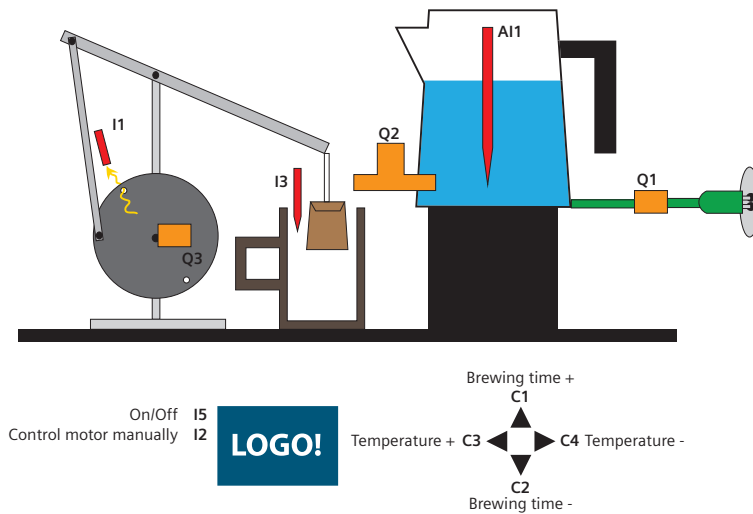 AI1
I1
Q2
I3
Q1
Q3
Brewing time +
C1
On/Off I5
Control motor manually I2
LOGO!
Temperature + C3
C4 Temperature -
C2
Brewing time -